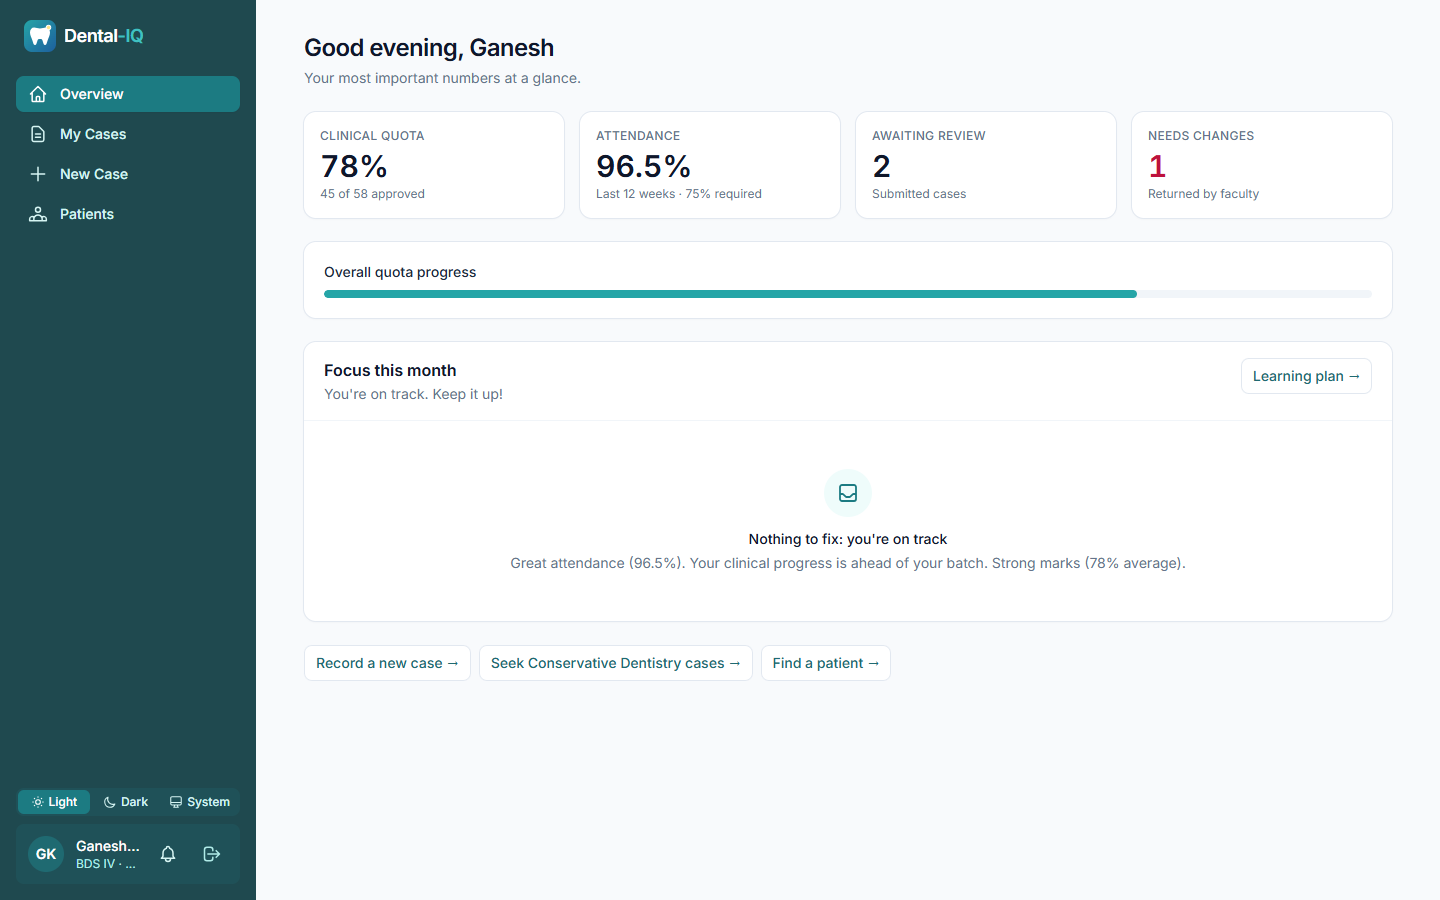 Dental-IQ
Overview
My Cases
New Case
Patients
Light
Dark
System
GK
Ganesh...
BDS IV · ...
Good evening, Ganesh
Your most important numbers at a glance.
CLINICAL QUOTA
78%
45 of 58 approved
ATTENDANCE
96.5%
Last 12 weeks · 75% required
AWAITING REVIEW
2
Submitted cases
NEEDS CHANGES
1
Returned by faculty
Overall quota progress
Focus this month
You're on track. Keep it up!
Learning plan →
Nothing to fix: you're on track
Great attendance (96.5%). Your clinical progress is ahead of your batch. Strong marks (78% average).
Record a new case →
Seek Conservative Dentistry cases →
Find a patient →